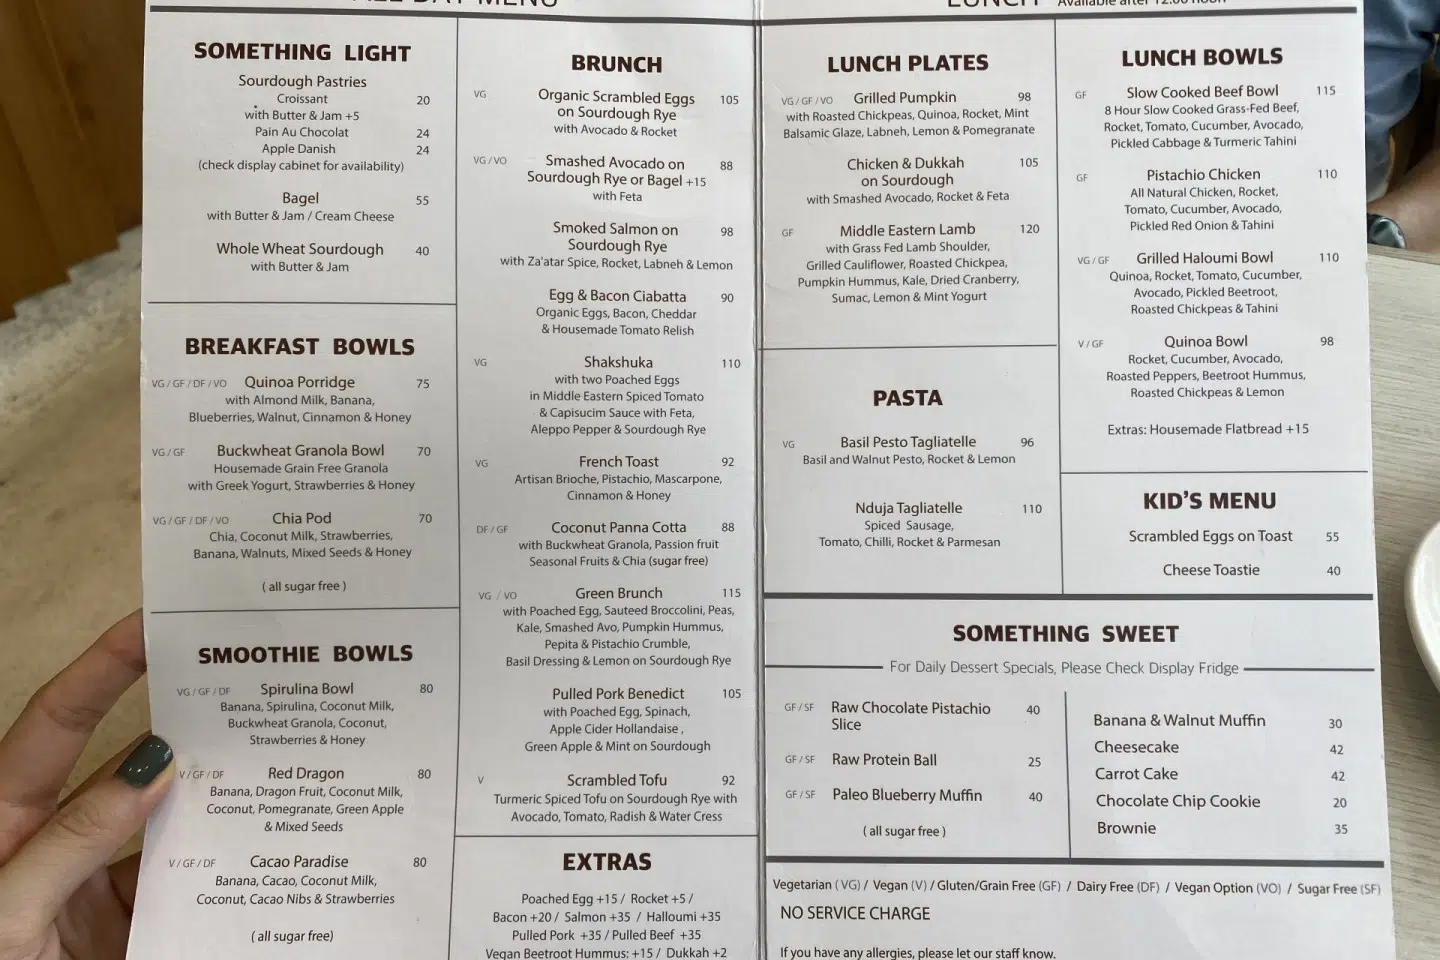 ALL DAY MENU
SOMETHING LIGHT
Sourdough Pastries
Croissant 20
with Butter & Jam +5
Pain Au Chocolat 24
Apple Danish 24
(check display cabinet for availability)
Bagel 55
with Butter & Jam / Cream Cheese
Whole Wheat Sourdough 40
with Butter & Jam
BREAKFAST BOWLS
VG / GF / DF / VO Quinoa Porridge 75
with Almond Milk, Banana,
Blueberries, Walnut, Cinnamon & Honey
VG / GF Buckwheat Granola Bowl 70
Housemade Grain Free Granola
with Greek Yogurt, Strawberries & Honey
VG / GF / DF / VO Chia Pod 70
Chia, Coconut Milk, Strawberries,
Banana, Walnuts, Mixed Seeds & Honey
( all sugar free )
SMOOTHIE BOWLS
VG / GF / DF Spirulina Bowl 80
Banana, Spirulina, Coconut Milk,
Buckwheat Granola, Coconut,
Strawberries & Honey
V / GF / DF Red Dragon 80
Banana, Dragon Fruit, Coconut Milk,
Coconut, Pomegranate, Green Apple
& Mixed Seeds
V / GF / DF Cacao Paradise 80
Banana, Cacao, Coconut Milk,
Coconut, Cacao Nibs & Strawberries
( all sugar free)
BRUNCH
VG Organic Scrambled Eggs 105
on Sourdough Rye
with Avocado & Rocket
VG / VO Smashed Avocado on 88
Sourdough Rye or Bagel +15
with Feta
Smoked Salmon on 98
Sourdough Rye
with Za'atar Spice, Rocket, Labneh & Lemon
Egg & Bacon Ciabatta 90
Organic Eggs, Bacon, Cheddar
& Housemade Tomato Relish
VG Shakshuka 110
with two Poached Eggs
in Middle Eastern Spiced Tomato
& Capisucim Sauce with Feta,
Aleppo Pepper & Sourdough Rye
VG French Toast 92
Artisan Brioche, Pistachio, Mascarpone,
Cinnamon & Honey
DF / GF Coconut Panna Cotta 88
with Buckwheat Granola, Passion fruit
Seasonal Fruits & Chia (sugar free)
VG / VO Green Brunch 115
with Poached Egg, Sauteed Broccolini, Peas,
Kale, Smashed Avo, Pumpkin Hummus,
Pepita & Pistachio Crumble,
Basil Dressing & Lemon on Sourdough Rye
Pulled Pork Benedict 105
with Poached Egg, Spinach,
Apple Cider Hollandaise ,
Green Apple & Mint on Sourdough
V Scrambled Tofu 92
Turmeric Spiced Tofu on Sourdough Rye with
Avocado, Tomato, Radish & Water Cress
EXTRAS
Poached Egg +15 / Rocket +5 /
Bacon +20 / Salmon +35 / Halloumi +35
Pulled Pork +35 / Pulled Beef +35
Vegan Beetroot Hummus: +15 / Dukkah +2
LUNCH Available after 12:00 noon
LUNCH PLATES
VG / GF / VO Grilled Pumpkin 98
with Roasted Chickpeas, Quinoa, Rocket, Mint
Balsamic Glaze, Labneh, Lemon & Pomegranate
Chicken & Dukkah 105
on Sourdough
with Smashed Avocado, Rocket & Feta
GF Middle Eastern Lamb 120
with Grass Fed Lamb Shoulder,
Grilled Cauliflower, Roasted Chickpea,
Pumpkin Hummus, Kale, Dried Cranberry,
Sumac, Lemon & Mint Yogurt
PASTA
VG Basil Pesto Tagliatelle 96
Basil and Walnut Pesto, Rocket & Lemon
Nduja Tagliatelle 110
Spiced Sausage,
Tomato, Chilli, Rocket & Parmesan
LUNCH BOWLS
GF Slow Cooked Beef Bowl 115
8 Hour Slow Cooked Grass-Fed Beef,
Rocket, Tomato, Cucumber, Avocado,
Pickled Cabbage & Turmeric Tahini
GF Pistachio Chicken 110
All Natural Chicken, Rocket,
Tomato, Cucumber, Avocado,
Pickled Red Onion & Tahini
VG / GF Grilled Haloumi Bowl 110
Quinoa, Rocket, Tomato, Cucumber,
Avocado, Pickled Beetroot,
Roasted Chickpeas & Tahini
V / GF Quinoa Bowl 98
Rocket, Cucumber, Avocado,
Roasted Peppers, Beetroot Hummus,
Roasted Chickpeas & Lemon
Extras: Housemade Flatbread +15
KID'S MENU
Scrambled Eggs on Toast 55
Cheese Toastie 40
SOMETHING SWEET
For Daily Dessert Specials, Please Check Display Fridge
GF / SF Raw Chocolate Pistachio 40
Slice
GF / SF Raw Protein Ball 25
GF / SF Paleo Blueberry Muffin 40
( all sugar free )
Banana & Walnut Muffin 30
Cheesecake 42
Carrot Cake 42
Chocolate Chip Cookie 20
Brownie 35
Vegetarian ( VG) / Vegan (V) / Gluten/Grain Free (GF) / Dairy Free (DF) / Vegan Option (VO) / Sugar Free (SF)
NO SERVICE CHARGE
If you have any allergies, please let our staff know.